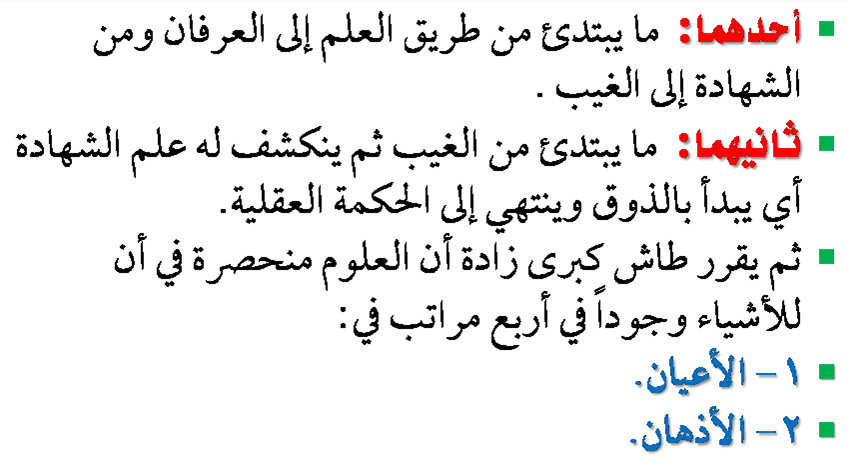 أحدهما: ما يبتدئ من طريق العلم إلى العرفان ومن
الشهادة إلى الغيب .
ثانيهما: ما يبتدئ من الغيب ثم ينكشف له علم الشهادة
أي يبدأ بالذوق وينتهي إلى الحكمة العقلية.
ثم يقرر طاش كبرى زادة أن العلوم منحصرة في أن
للأشياء وجوداً في أربع مراتب في:
١ – الأعيان.
٢ – الأذهان.